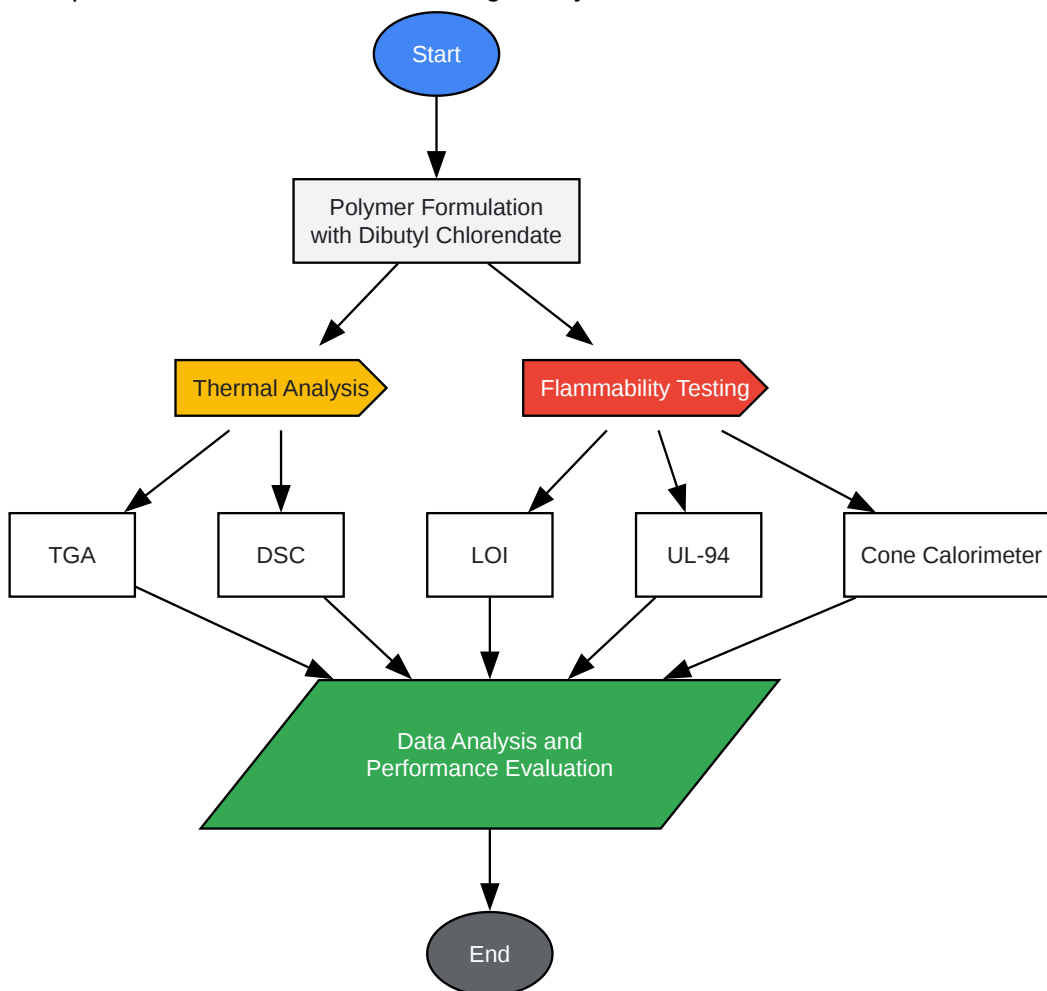 Start
Polymer Formulation
with Dibutyl Chlorendate
Thermal Analysis
Flammability Testing
TGA
DSC
LOI
UL-94
Cone Calorimeter
Data Analysis and
Performance Evaluation
End